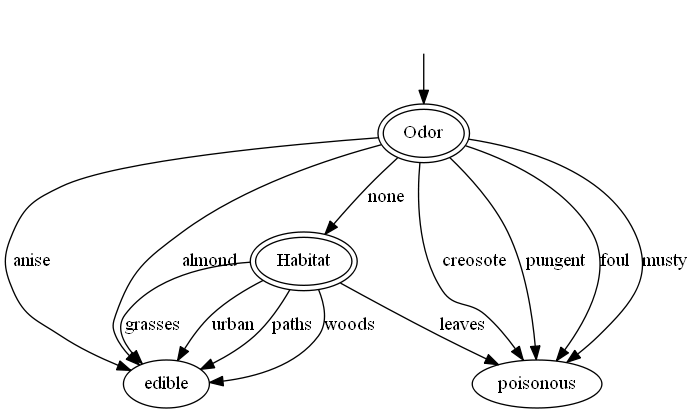 Odor
none
anise
almond
Habitat
creosote
pungent
foul
musty
grasses
urban
paths
woods
leaves
edible
poisonous